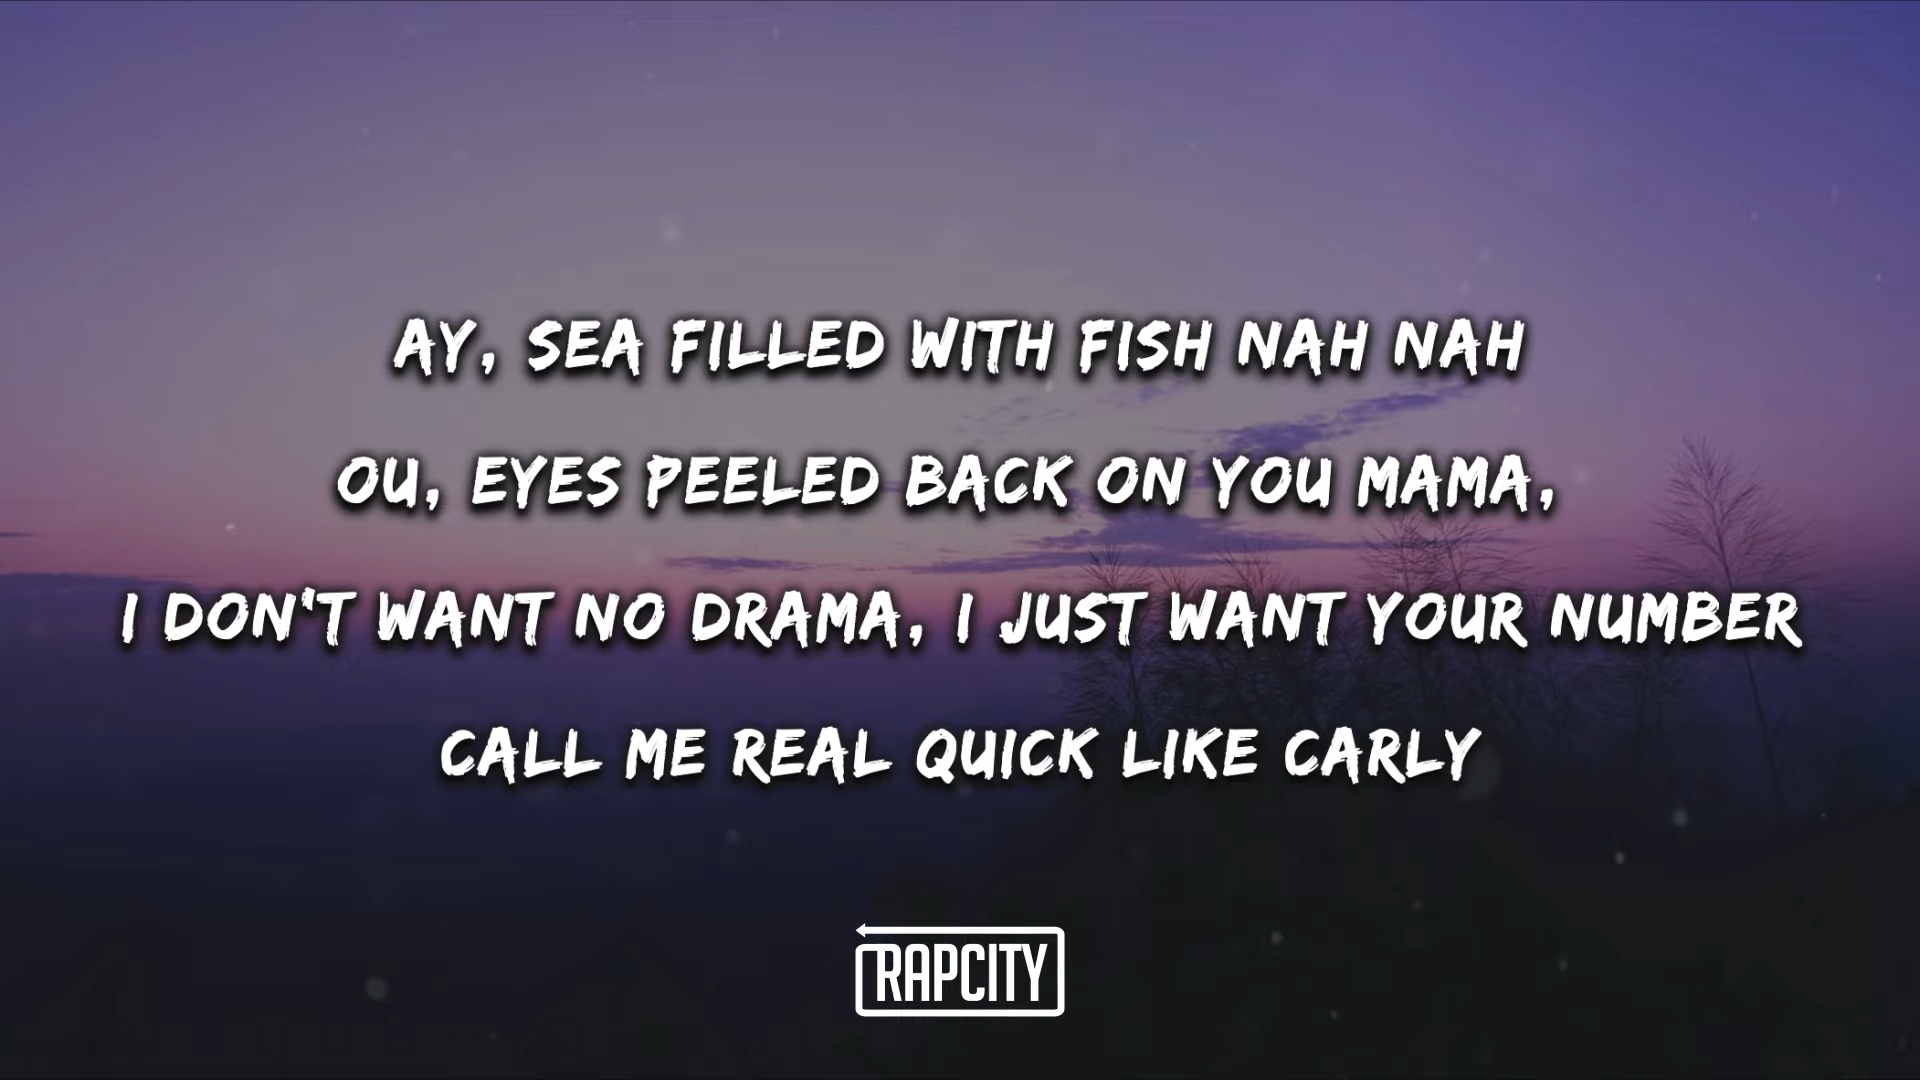 AY, SEA FILLED WITH FISH NAH NAH
OU, EYES PEELED BACK ON YOU MAMA,
I DON'T WANT NO DRAMA, I JUST WANT YOUR NUMBER
CALL ME REAL QUICK LIKE CARLY
RAPCITY